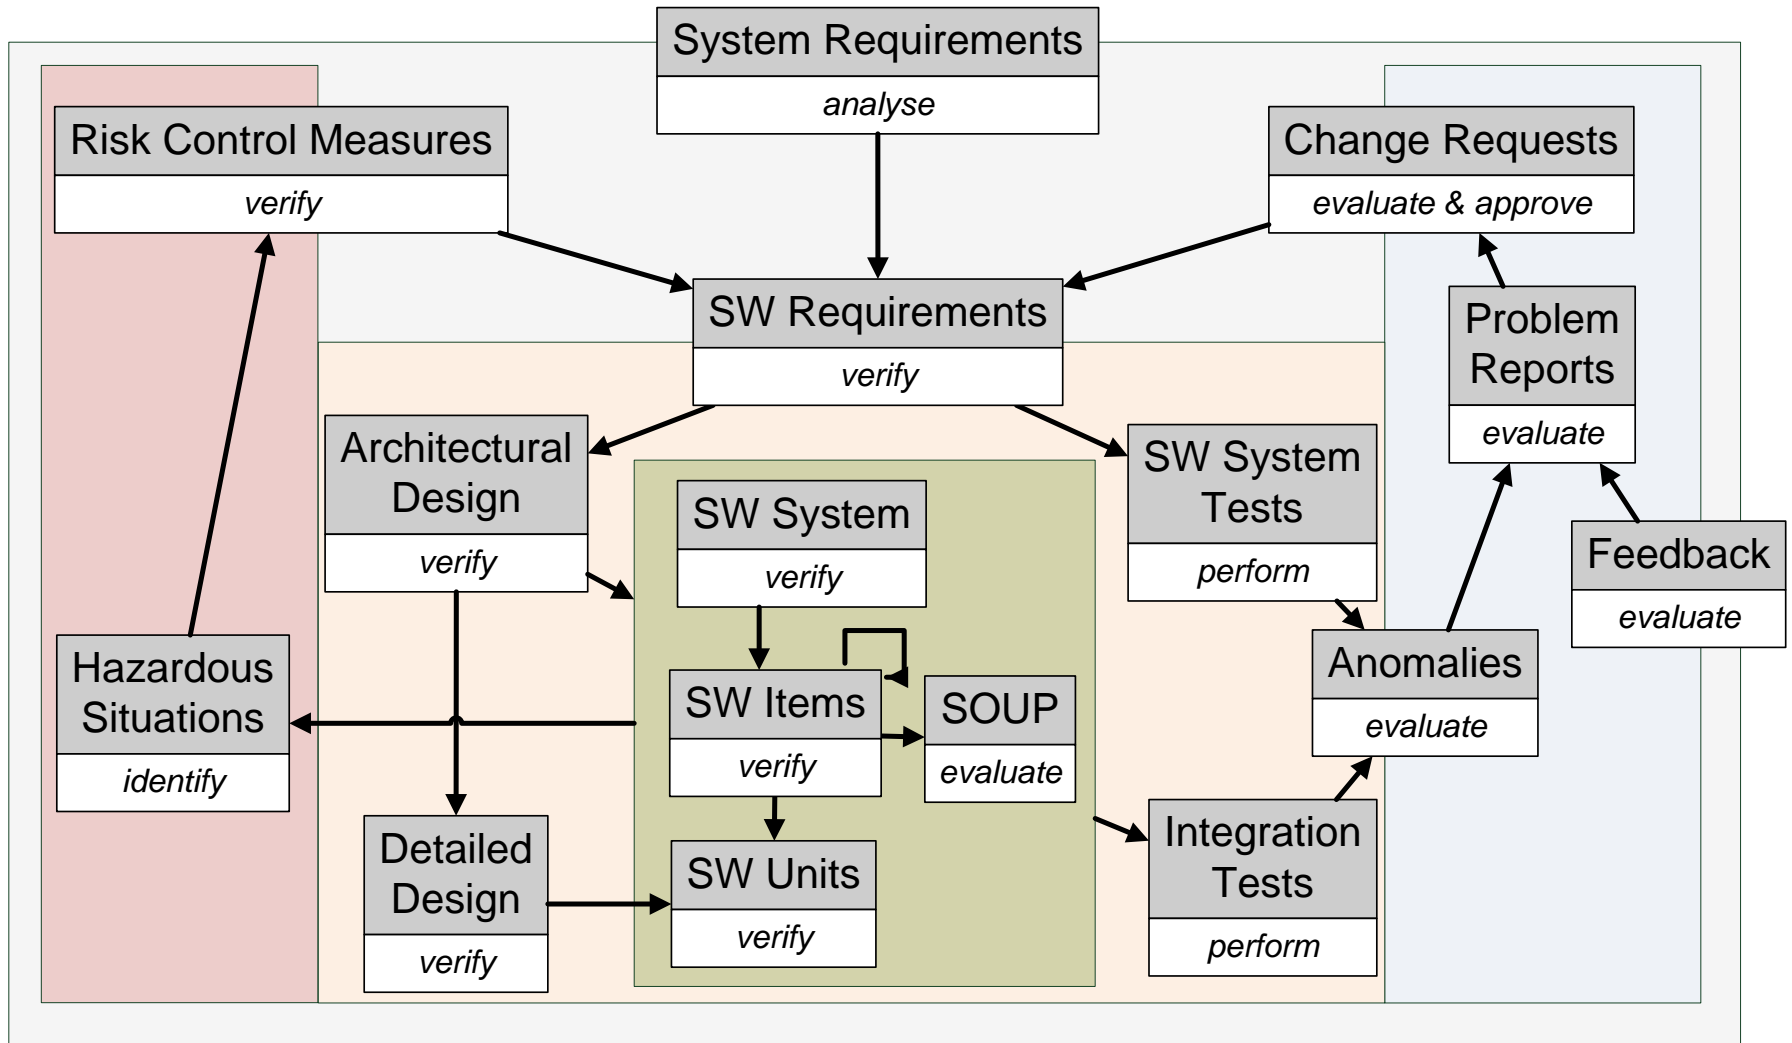 System Requirements
analyse
Risk Control Measures
verify
Change Requests
evaluate & approve
SW Requirements
verify
Problem
Reports
evaluate
Architectural
Design
verify
SW System
verify
SW System
Tests
perform
Feedback
evaluate
Hazardous
Situations
identify
SW Items
verify
SOUP
evaluate
Anomalies
evaluate
Detailed
Design
verify
SW Units
verify
Integration
Tests
perform